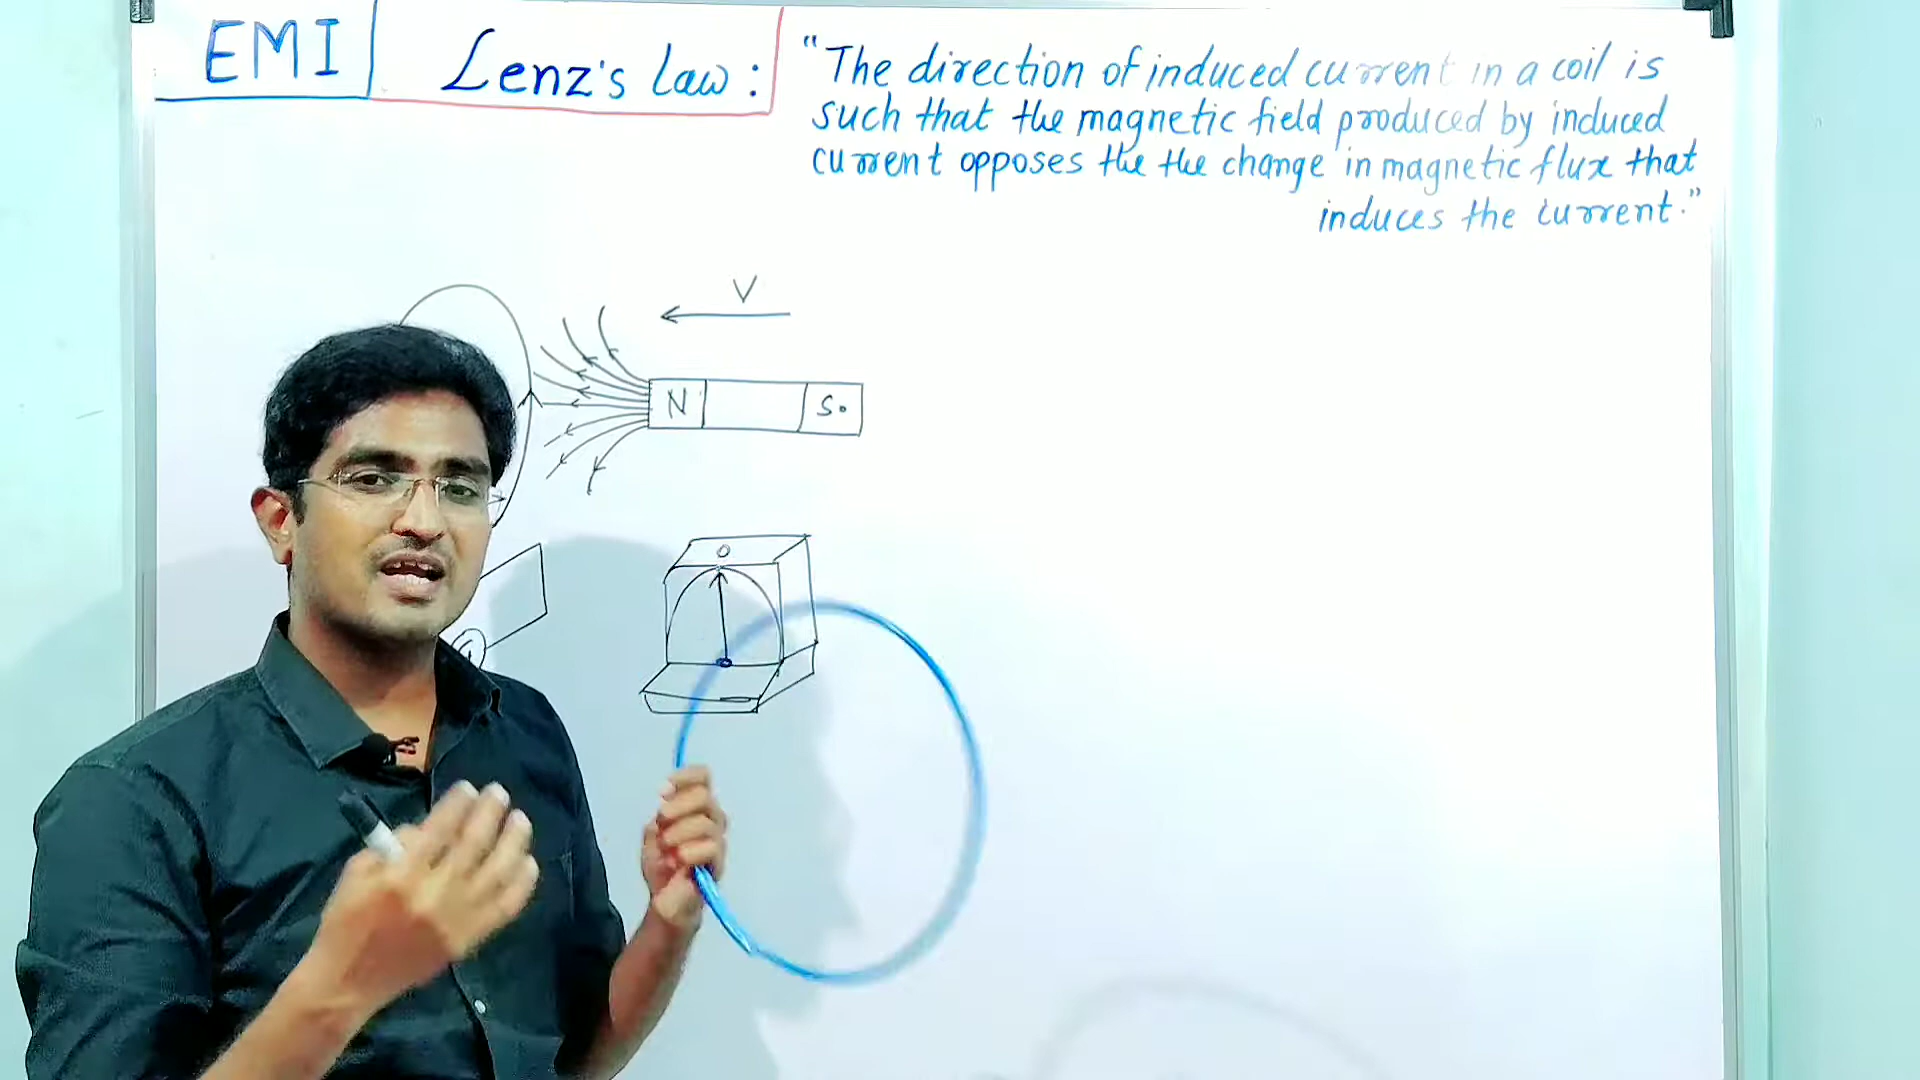 EMI
Lenz's law :
"The direction of induced current in a coil is
such that the magnetic field produced by induced
current opposes the the change in magnetic flux that
induces the current."
V
N
S
0